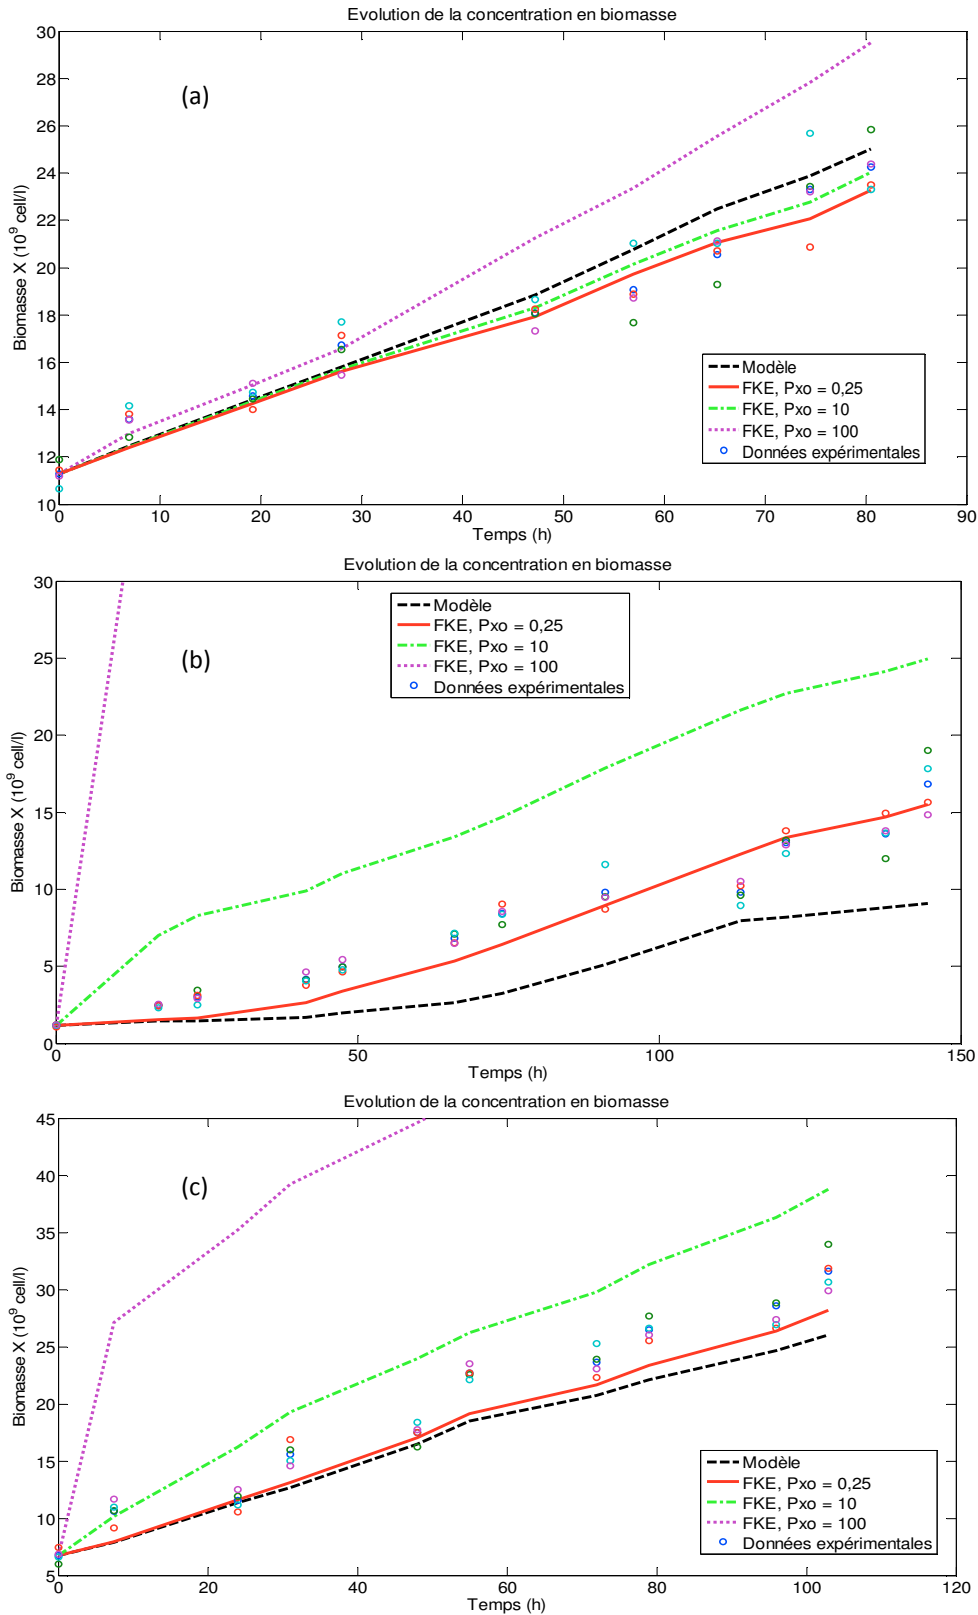 Evolution de la concentration en biomasse
30
28
26
24
22
20
18
16
14
12
10
Biomasse X (10⁹ cell/l)
(a)
Modèle
FKE, Pxo = 0,25
FKE, Pxo = 10
FKE, Pxo = 100
Données expérimentales
0 10 20 30 40 50 60 70 80 90
Temps (h)
Evolution de la concentration en biomasse
30
25
20
15
10
5
0
Biomasse X (10⁹ cell/l)
(b)
Modèle
FKE, Pxo = 0,25
FKE, Pxo = 10
FKE, Pxo = 100
Données expérimentales
0 50 100 150
Temps (h)
Evolution de la concentration en biomasse
45
40
35
30
25
20
15
10
5
Biomasse X (10⁹ cell/l)
(c)
Modèle
FKE, Pxo = 0,25
FKE, Pxo = 10
FKE, Pxo = 100
Données expérimentales
0 20 40 60 80 100 120
Temps (h)